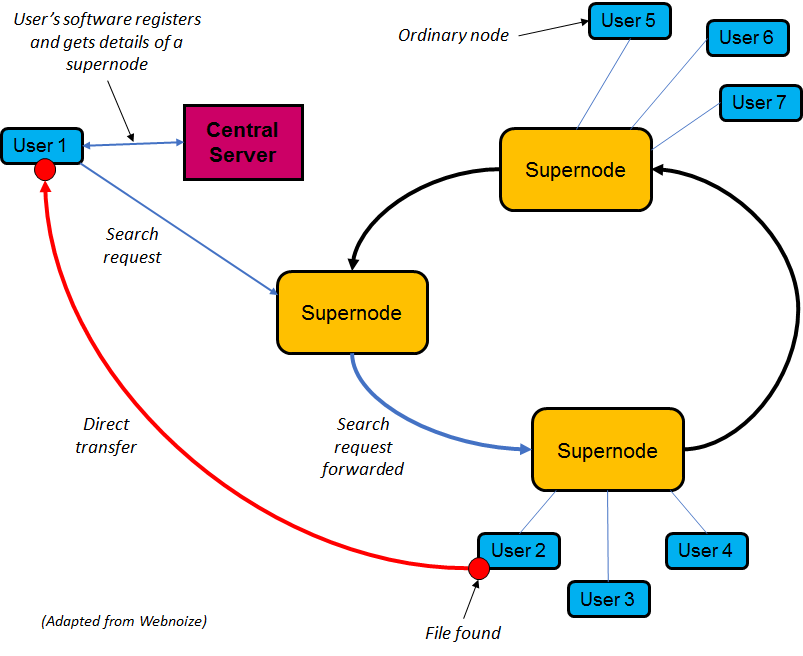 User's software registers
and gets details of a
supernode
Ordinary node
User 5
User 6
User 7
User 1
Central
Server
Supernode
Search
request
Supernode
Direct
transfer
Search
request
forwarded
Supernode
User 2
User 4
User 3
(Adapted from Webnoize)
File found